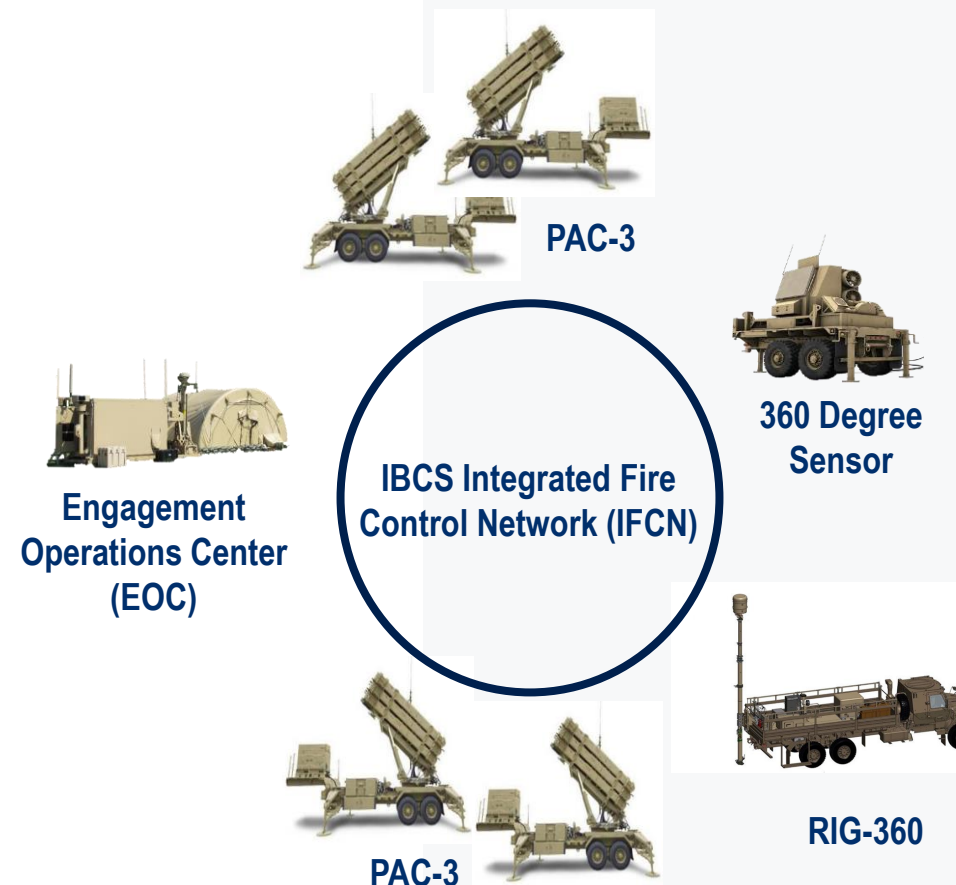 PAC-3
360 Degree
Sensor
IBCS Integrated Fire
Control Network (IFCN)
Engagement
Operations Center
(EOC)
RIG-360
PAC-3